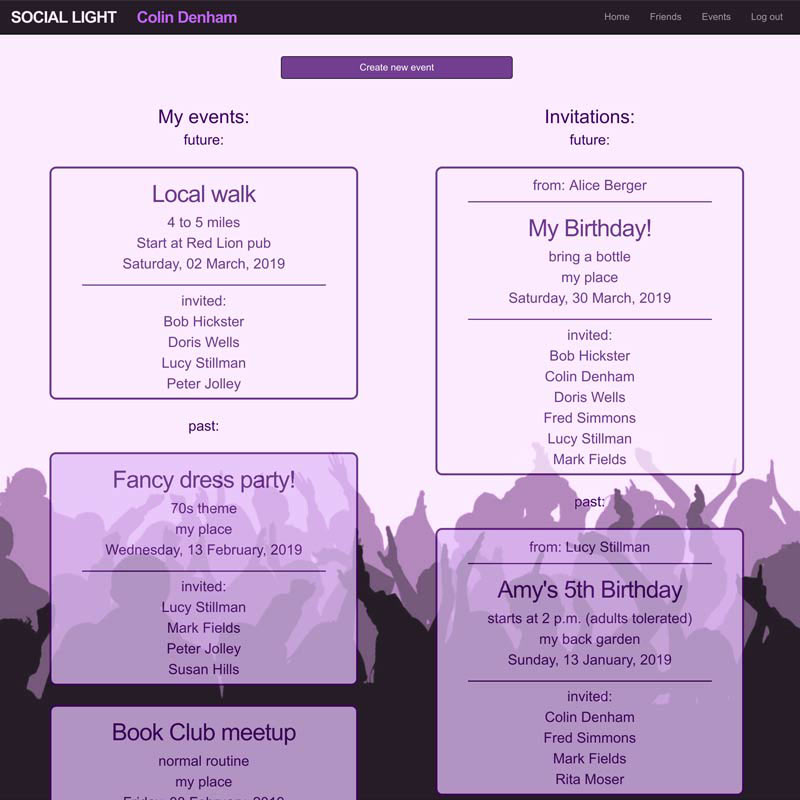 SOCIAL LIGHT Colin Denham Home Friends Events Log out
Create new event
My events:
future:
Local walk
4 to 5 miles
Start at Red Lion pub
Saturday, 02 March, 2019
invited:
Bob Hickster
Doris Wells
Lucy Stillman
Peter Jolley
past:
Fancy dress party!
70s theme
my place
Wednesday, 13 February, 2019
invited:
Lucy Stillman
Mark Fields
Peter Jolley
Susan Hills
Book Club meetup
normal routine
my place
Invitations:
future:
from: Alice Berger
My Birthday!
bring a bottle
my place
Saturday, 30 March, 2019
invited:
Bob Hickster
Colin Denham
Doris Wells
Fred Simmons
Lucy Stillman
Mark Fields
past:
from: Lucy Stillman
Amy's 5th Birthday
starts at 2 p.m. (adults tolerated)
my back garden
Sunday, 13 January, 2019
invited:
Colin Denham
Fred Simmons
Mark Fields
Rita Moser